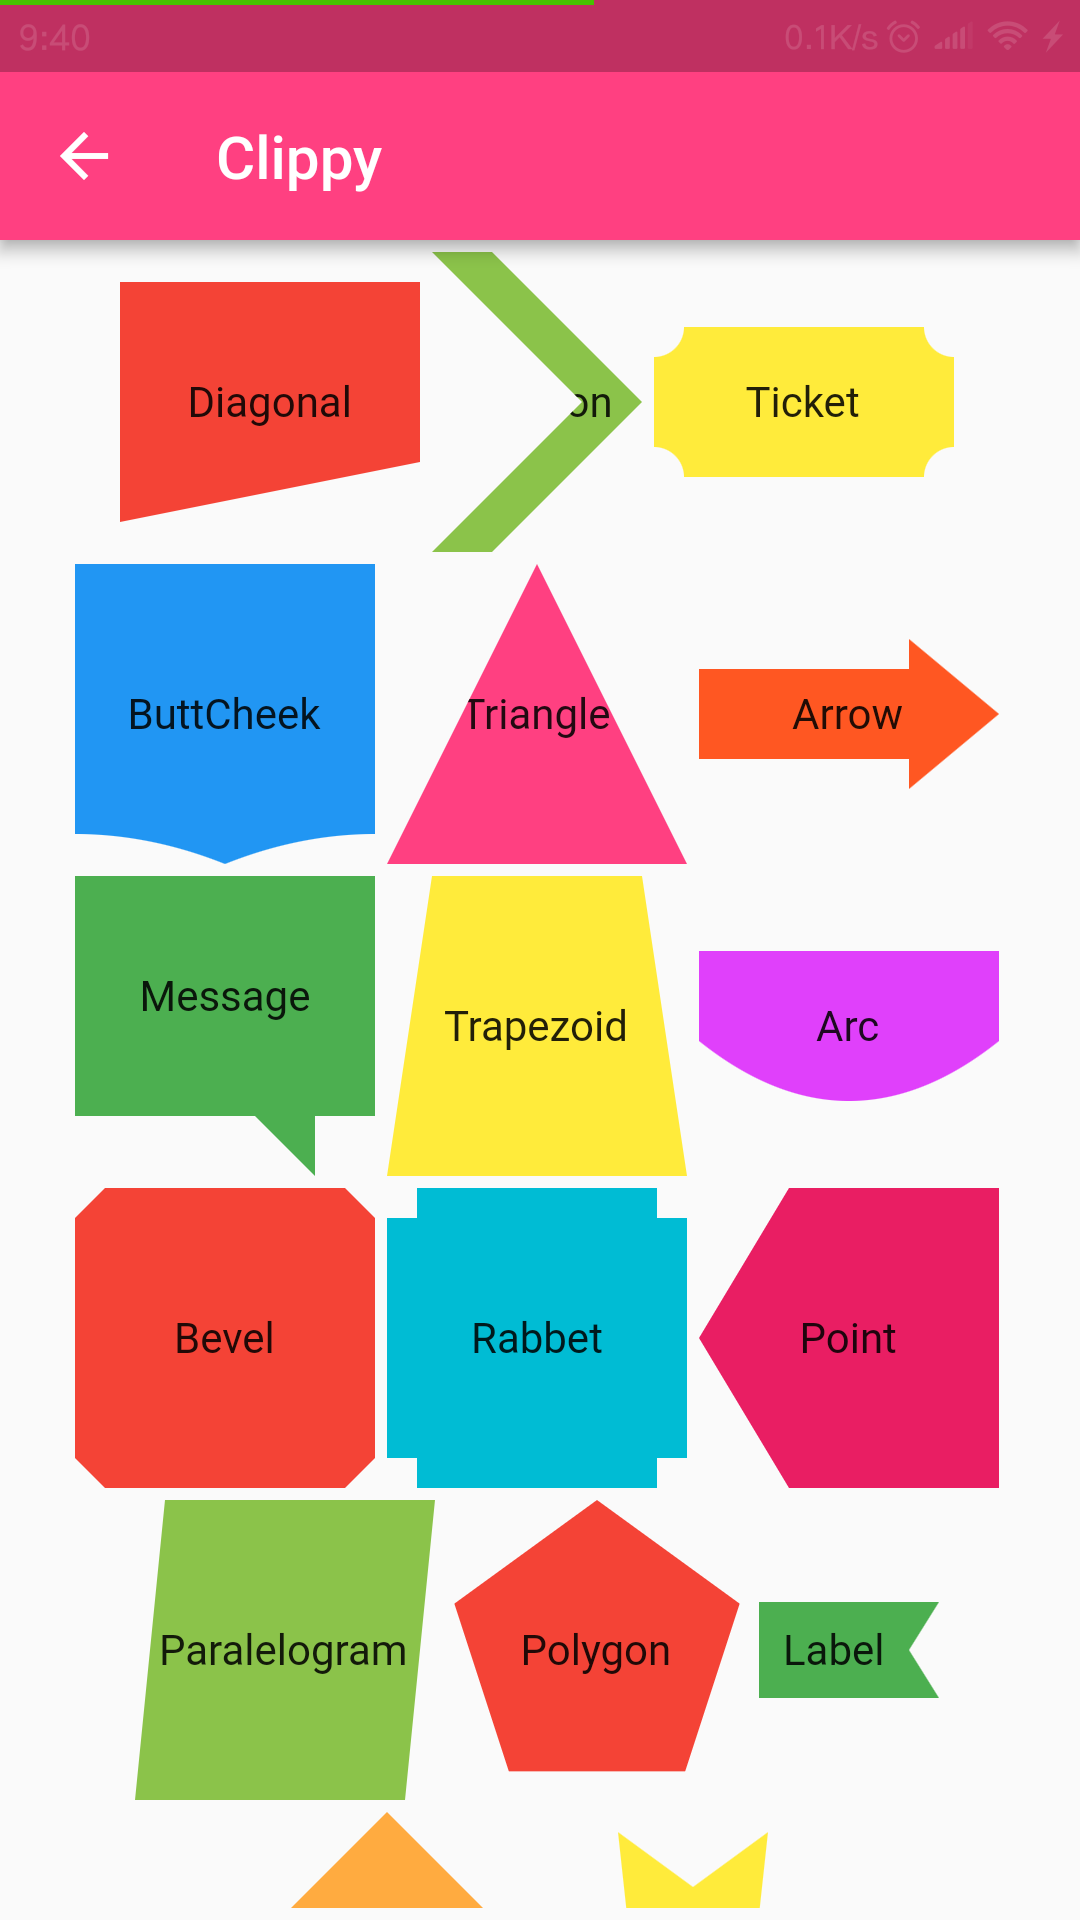 9:40 0.1K/s
Clippy
Diagonal on Ticket
ButtCheek Triangle Arrow
Message Trapezoid Arc
Bevel Rabbet Point
Paralelogram Polygon Label